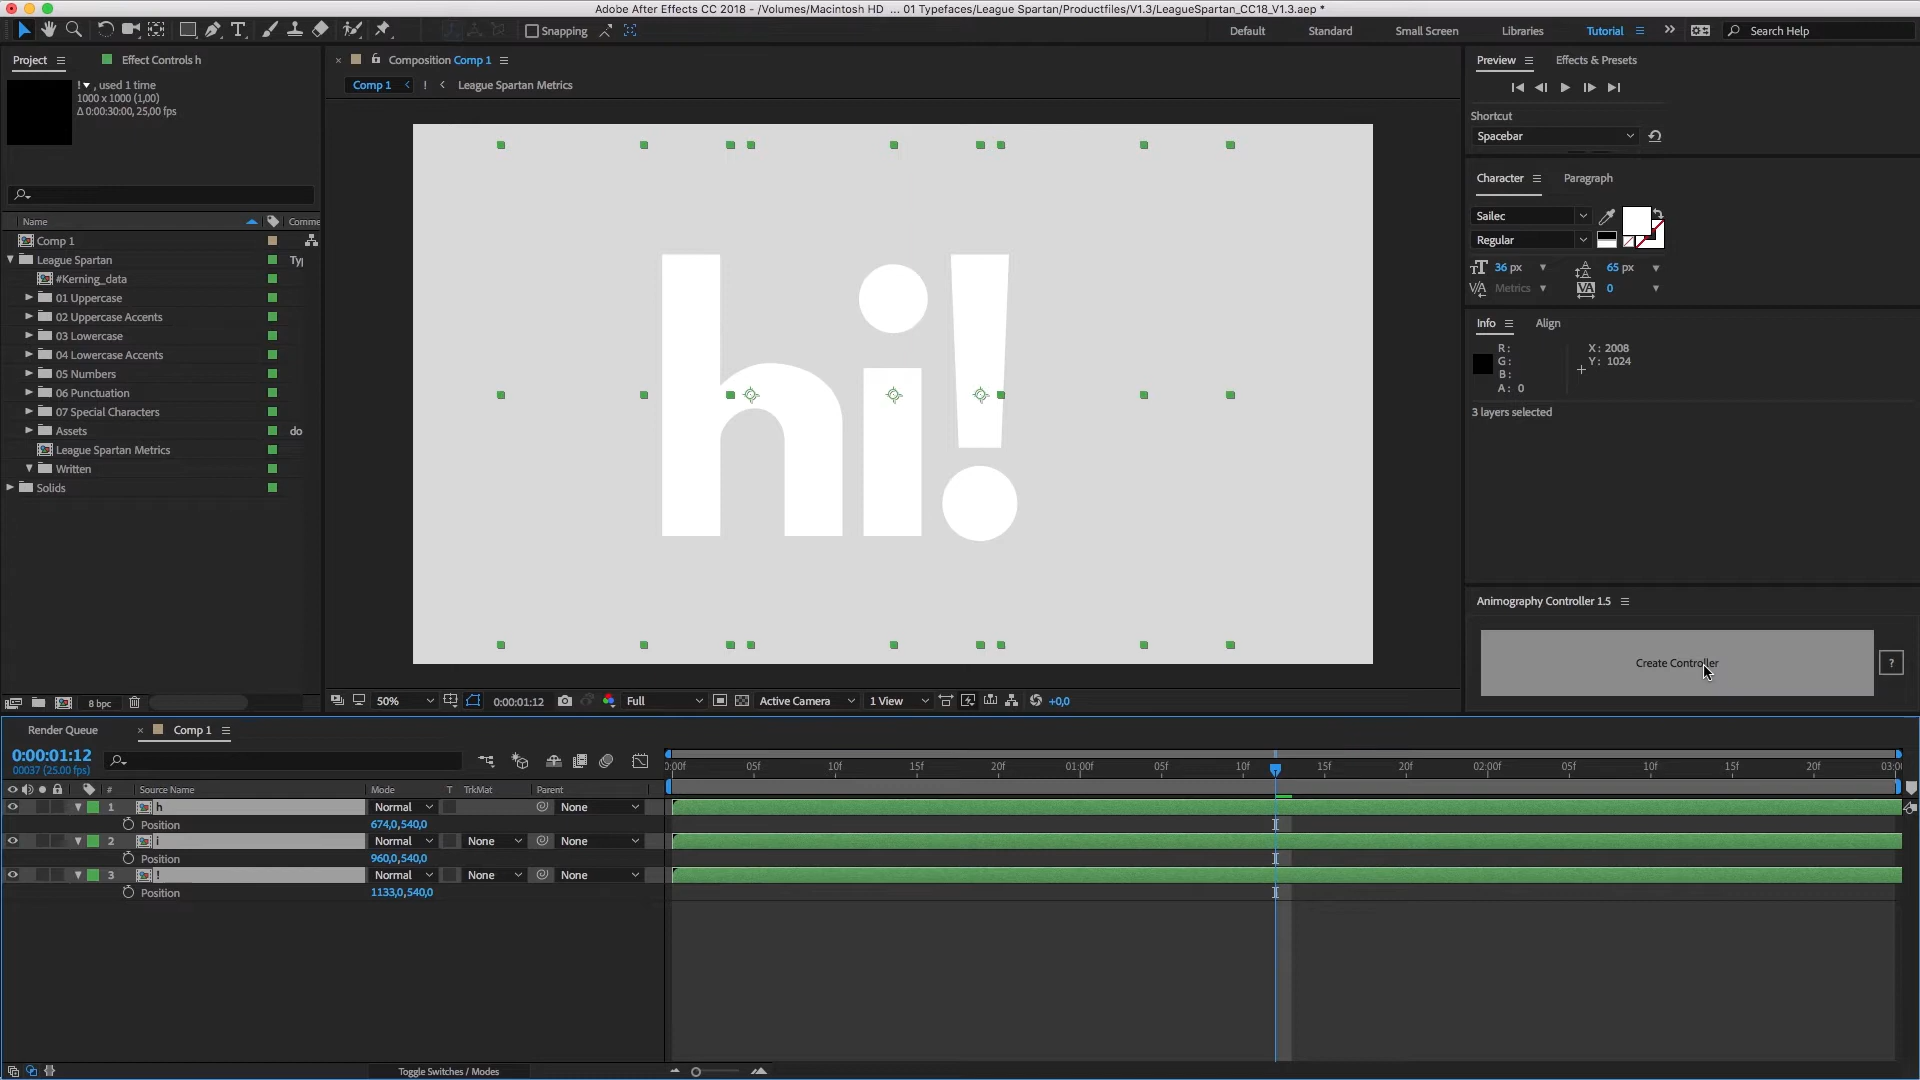 Adobe After Effects CC 2018 - /Volumes/Macintosh HD ... 01 Typefaces/League Spartan/Productfiles/V1.3/LeagueSpartan_CC18_V1.3.aep *
Snapping
Default
Standard
Small Screen
Libraries
Tutorial
Search Help
Project
Effect Controls h
! , used 1 time
1000 x 1000 (1,00)
Δ 0:00:30:00, 25,00 fps
Name
Comme
Comp 1
League Spartan
Ty
#Kerning_data
01 Uppercase
02 Uppercase Accents
03 Lowercase
04 Lowercase Accents
05 Numbers
06 Punctuation
07 Special Characters
Assets
do
League Spartan Metrics
Written
Solids
8 bpc
Composition Comp 1
Comp 1
!
League Spartan Metrics
hi!
50%
0:00:01:12
Full
Active Camera
1 View
+0,0
Preview
Effects & Presets
Shortcut
Spacebar
Character
Paragraph
Sailec
Regular
36 px
65 px
Metrics
0
Info
Align
R:
G:
B:
A: 0
X: 2008
Y: 1024
3 layers selected
Animography Controller 1.5
Create Controller
?
Render Queue
Comp 1
0:00:01:12
00037 (25.00 fps)
0:00f
05f
10f
15f
20f
01:00f
05f
10f
15f
20f
02:00f
05f
10f
15f
20f
03:0
# Source Name Mode T TrkMat Parent
1 h Normal None
Position 674,0,540,0
2 i Normal None None
Position 960,0,540,0
3 ! Normal None None
Position 1133,0,540,0
Toggle Switches / Modes